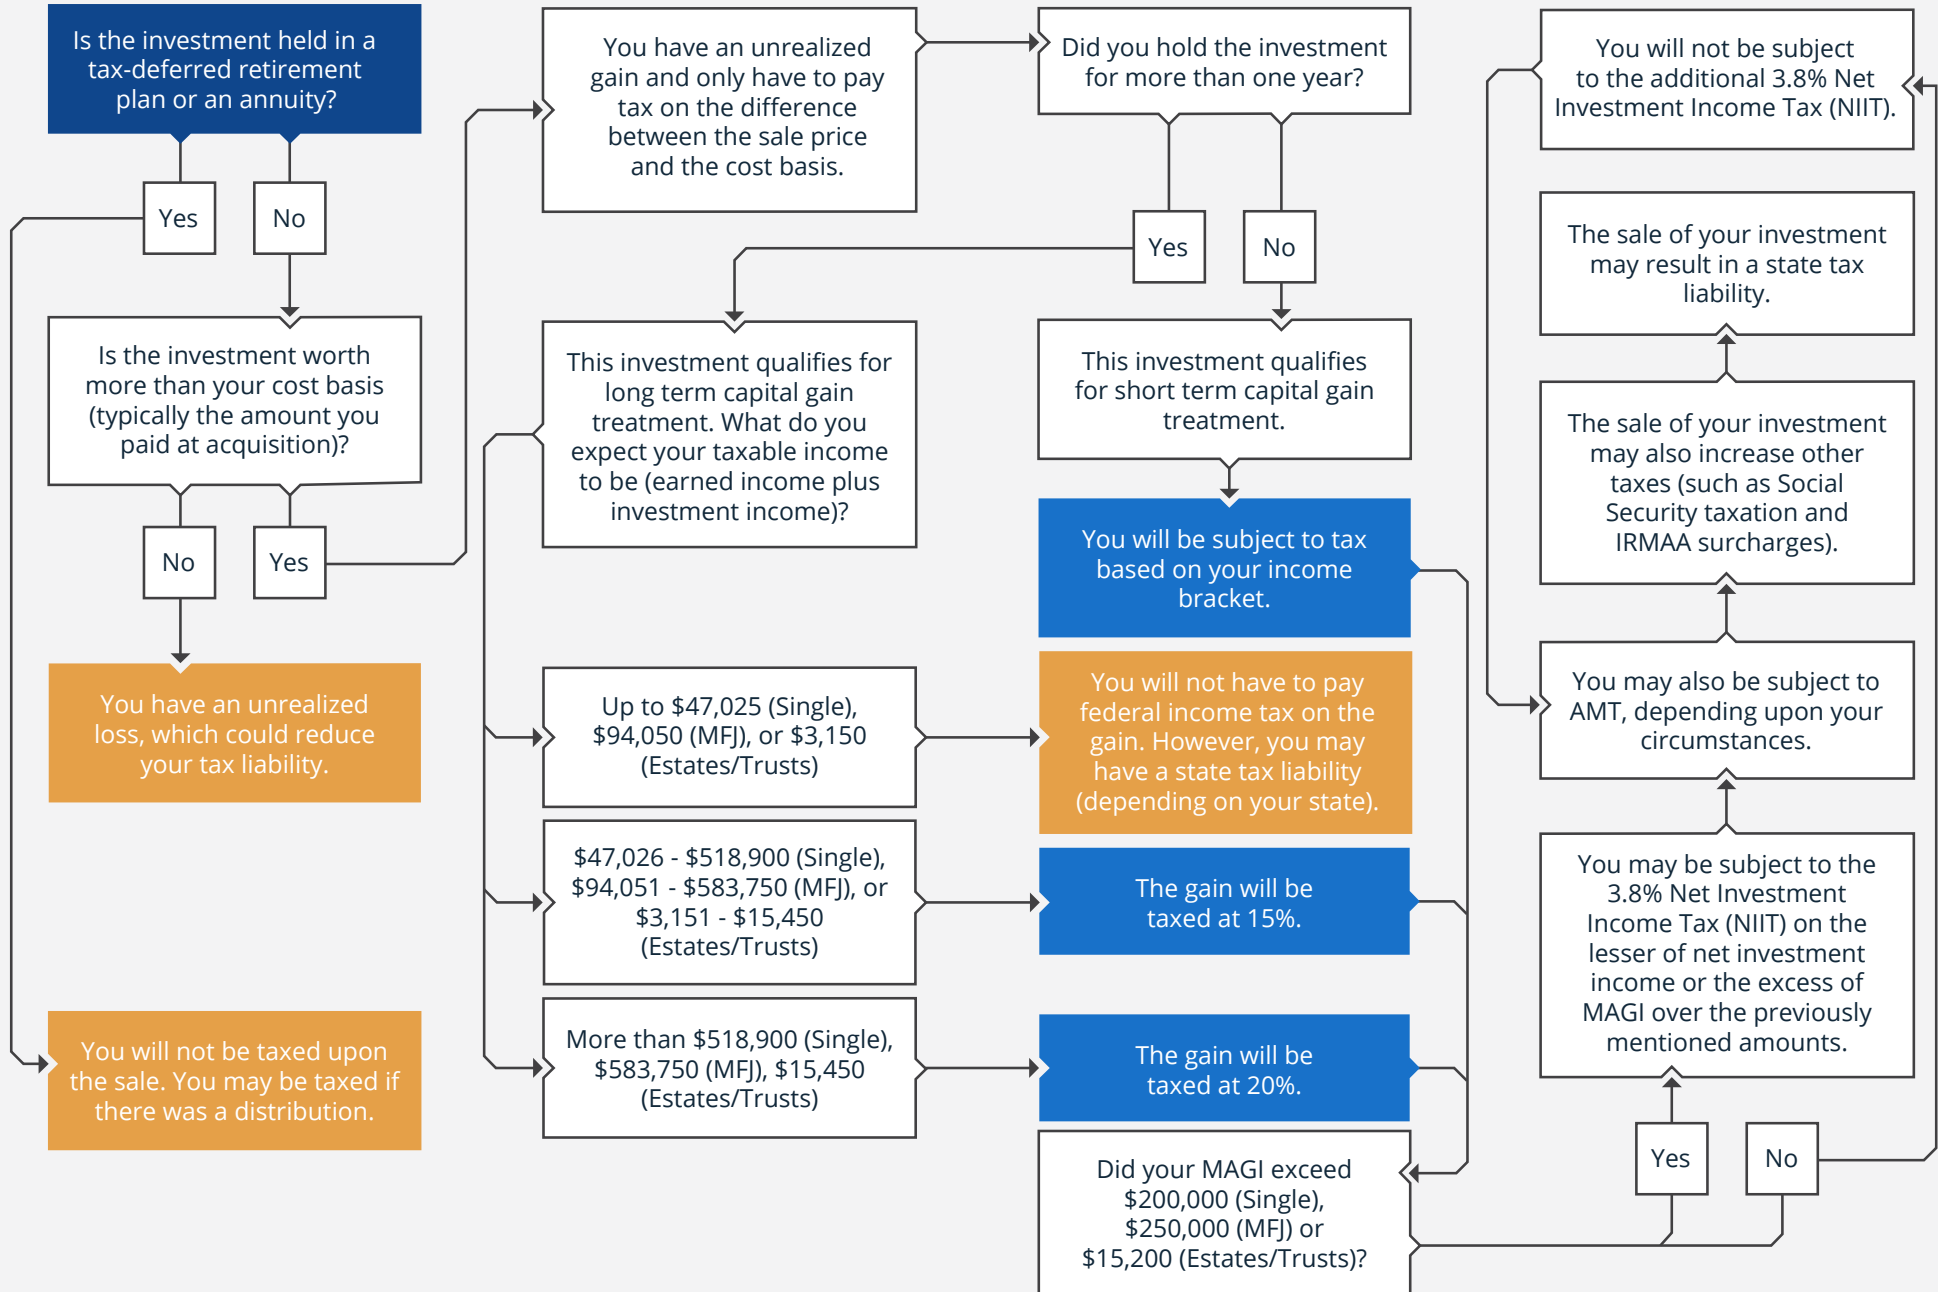 Is the investment held in a
tax-deferred retirement
plan or an annuity?
Yes
No
Is the investment worth
more than your cost basis
(typically the amount you
paid at acquisition)?
No
Yes
You have an unrealized
loss, which could reduce
your tax liability.
You will not be taxed upon
the sale. You may be taxed if
there was a distribution.
You have an unrealized
gain and only have to pay
tax on the difference
between the sale price
and the cost basis.
Did you hold the investment
for more than one year?
Yes
No
This investment qualifies for
long term capital gain
treatment. What do you
expect your taxable income
to be (earned income plus
investment income)?
This investment qualifies
for short term capital gain
treatment.
You will be subject to tax
based on your income
bracket.
Up to $47,025 (Single),
$94,050 (MFJ), or $3,150
(Estates/Trusts)
You will not have to pay
federal income tax on the
gain. However, you may
have a state tax liability
(depending on your state).
$47,026 - $518,900 (Single),
$94,051 - $583,750 (MFJ), or
$3,151 - $15,450
(Estates/Trusts)
The gain will be
taxed at 15%.
More than $518,900 (Single),
$583,750 (MFJ), $15,450
(Estates/Trusts)
The gain will be
taxed at 20%.
Did your MAGI exceed
$200,000 (Single),
$250,000 (MFJ) or
$15,200 (Estates/Trusts)?
Yes
No
You will not be subject
to the additional 3.8% Net
Investment Income Tax (NIIT).
The sale of your investment
may result in a state tax
liability.
The sale of your investment
may also increase other
taxes (such as Social
Security taxation and
IRMAA surcharges).
You may also be subject to
AMT, depending upon your
circumstances.
You may be subject to the
3.8% Net Investment
Income Tax (NIIT) on the
lesser of net investment
income or the excess of
MAGI over the previously
mentioned amounts.